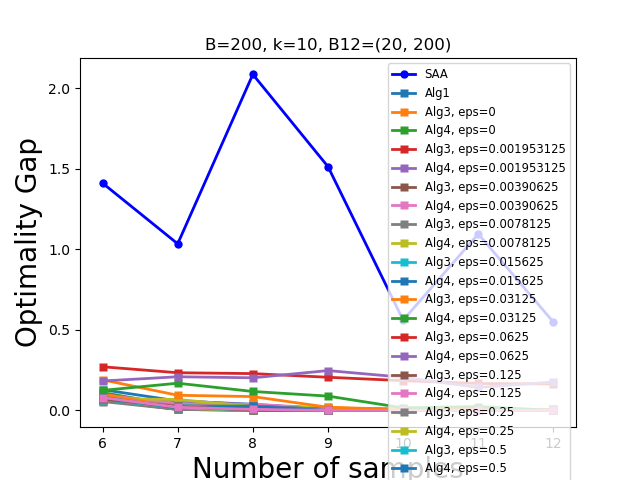 B=200, k=10, B12=(20, 200)
Optimality Gap
2.0
1.5
1.0
0.5
0.0
SAA
Alg1
Alg3, eps=0
Alg4, eps=0
Alg3, eps=0.001953125
Alg4, eps=0.001953125
Alg3, eps=0.00390625
Alg4, eps=0.00390625
Alg3, eps=0.0078125
Alg4, eps=0.0078125
Alg3, eps=0.015625
Alg4, eps=0.015625
Alg3, eps=0.03125
Alg4, eps=0.03125
Alg3, eps=0.0625
Alg4, eps=0.0625
Alg3, eps=0.125
Alg4, eps=0.125
Alg3, eps=0.25
Alg4, eps=0.25
Alg3, eps=0.5
Alg4, eps=0.5
6 7 8 9 10 11 12
Number of samples